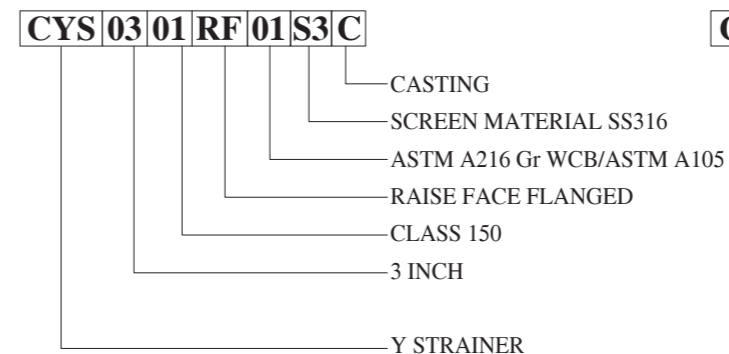 CYS 03 01 RF 01 S3 C
CASTING
SCREEN MATERIAL SS316
ASTM A216 Gr WCB/ASTM A105
RAISE FACE FLANGED
CLASS 150
3 INCH
Y STRAINER